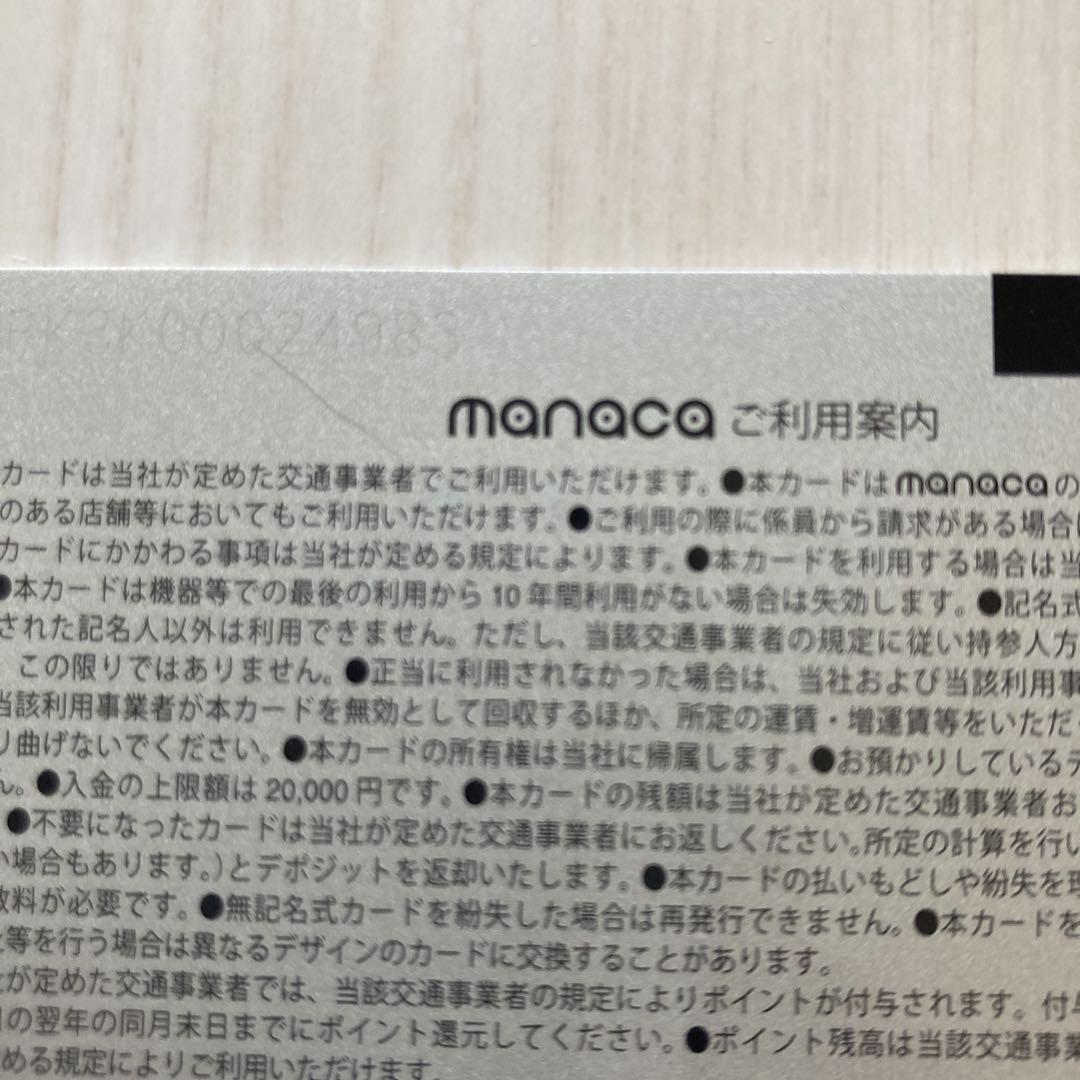 manaca ご利用案内
カードは当社が定めた交通事業者でご利用いただけます。●本カードはmanacaの
のある店舗等においてもご利用いただけます。●ご利用の際に係員から請求がある場合
カードにかかわる事項は当社が定める規定によります。●本カードを利用する場合は当
●本カードは機器等での最後の利用から10年間利用がない場合は失効します。●記名式
された記名人以外は利用できません。ただし、当該交通事業者の規定に従い持参人方
この限りではありません。●正当に利用されなかった場合は、当社および当該利用事
当該利用事業者が本カードを無効として回収するほか、所定の運賃・増運賃等をいただ
り曲げないでください。●本カードの所有権は当社に帰属します。●お預かりしているデ
ん。●入金の上限額は20,000円です。●本カードの残額は当社が定めた交通事業者お
●不要になったカードは当社が定めた交通事業者にお返しください。所定の計算を行い
い場合もあります。)とデポジットを返却いたします。●本カードの払いもどしや紛失を理
数料が必要です。●無記名式カードを紛失した場合は再発行できません。●本カードを
等を行う場合は異なるデザインのカードに交換することがあります。
が定めた交通事業者では、当該交通事業者の規定によりポイントが付与されます。付与
の翌年の同月末日までにポイント還元してください。●ポイント残高は当該交通事業
める規定によりご利用いただけます。